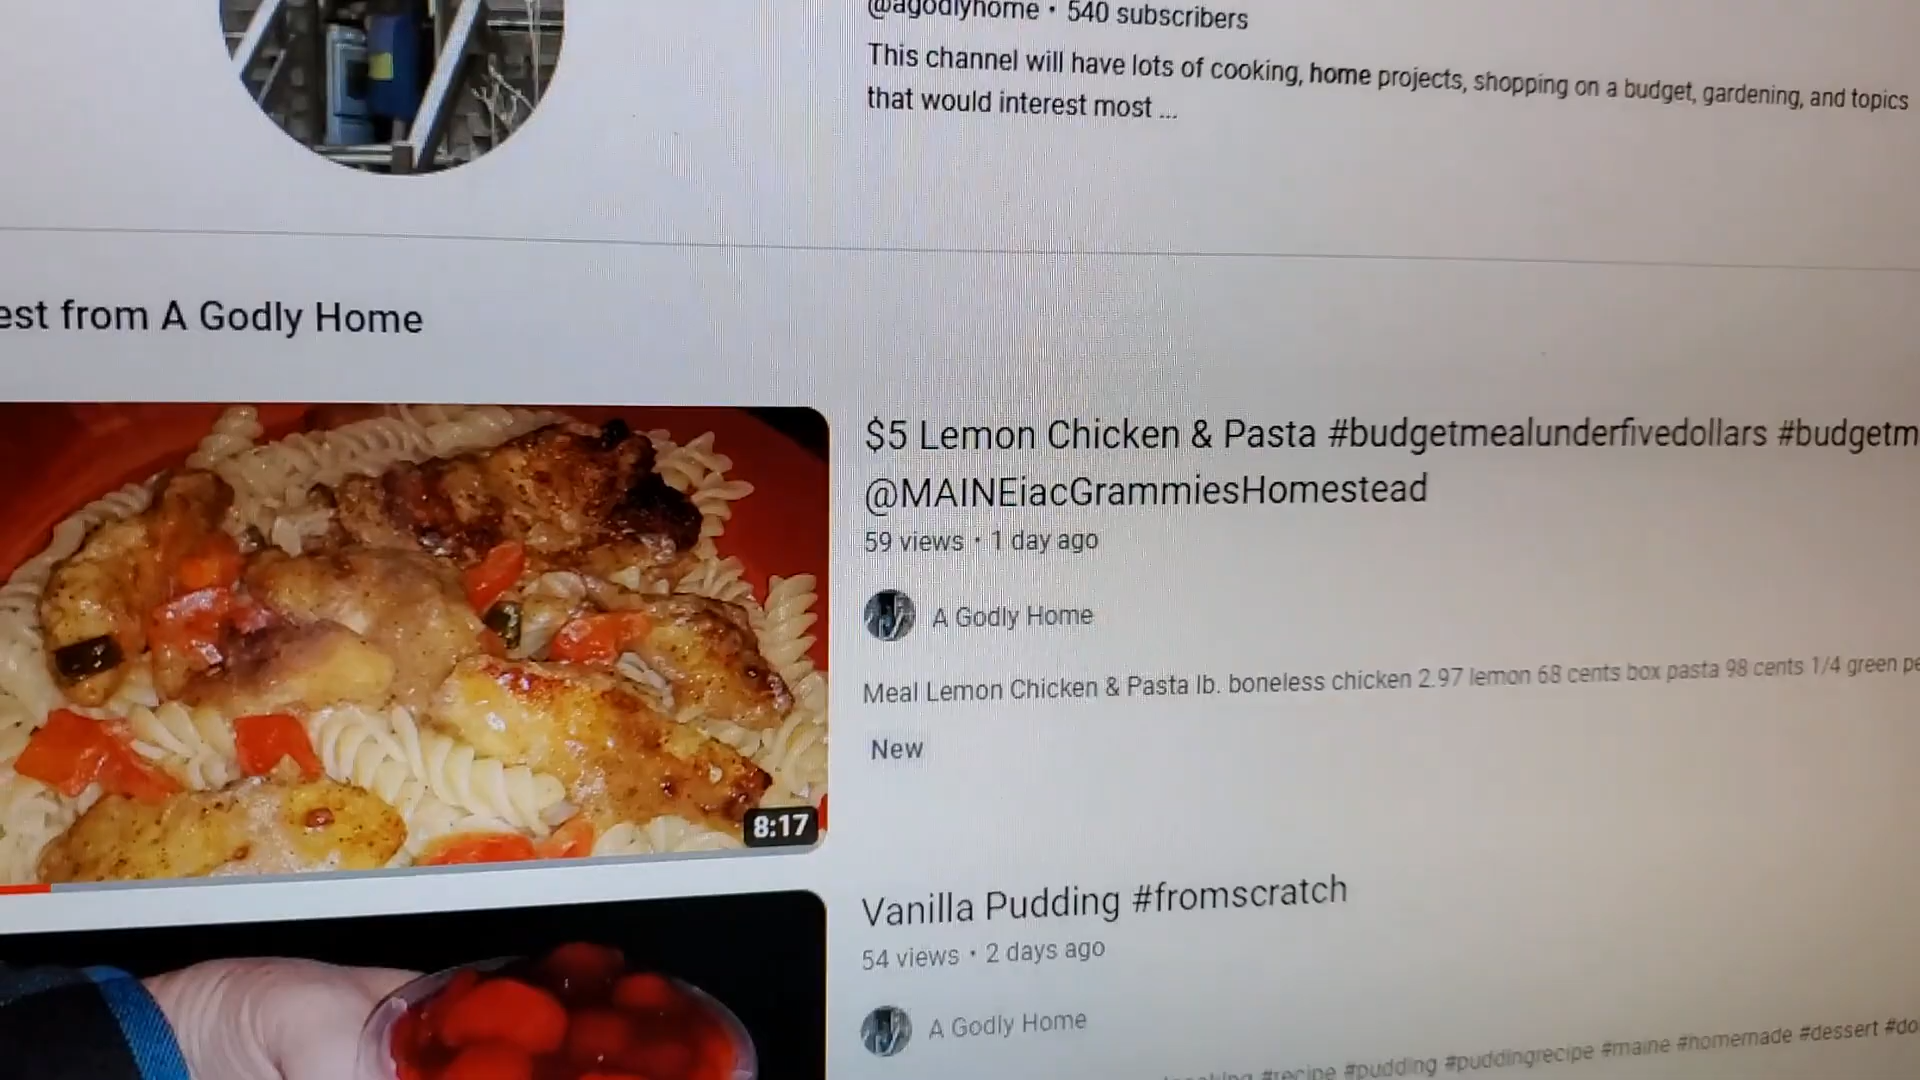 @agodlyhome • 540 subscribers
This channel will have lots of cooking, home projects, shopping on a budget, gardening, and topics
that would interest most ...
est from A Godly Home
$5 Lemon Chicken & Pasta #budgetmealunderfivedollars #budgetm
@MAINEiacGrammiesHomestead
59 views • 1 day ago
A Godly Home
Meal Lemon Chicken & Pasta lb. boneless chicken 2.97 lemon 68 cents box pasta 98 cents 1/4 green pe
New
8:17
Vanilla Pudding #fromscratch
54 views • 2 days ago
A Godly Home
#recipe #pudding #puddingrecipe #maine #homemade #dessert #do